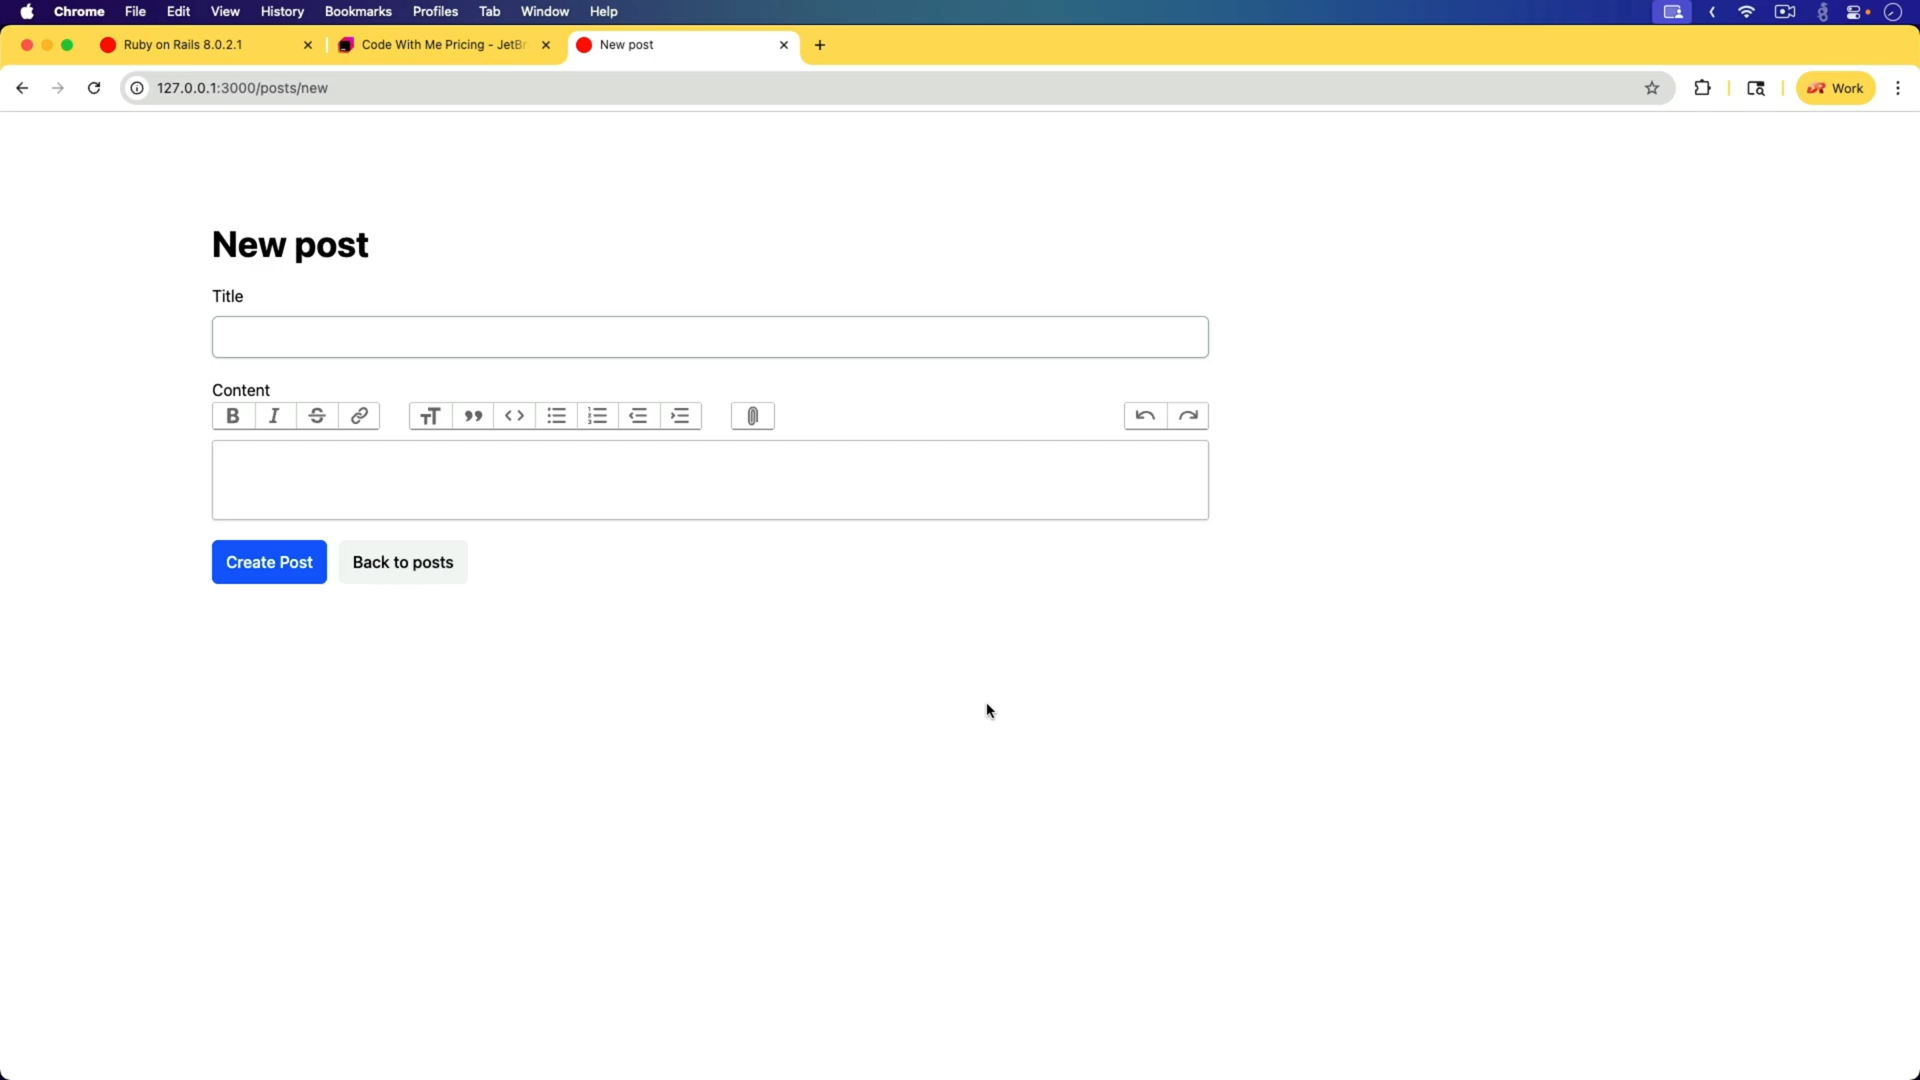 Chrome File Edit View History Bookmarks Profiles Tab Window Help
Ruby on Rails 8.0.2.1
Code With Me Pricing - JetBr
New post
127.0.0.1:3000/posts/new
Work
New post
Title
Content
Create Post
Back to posts